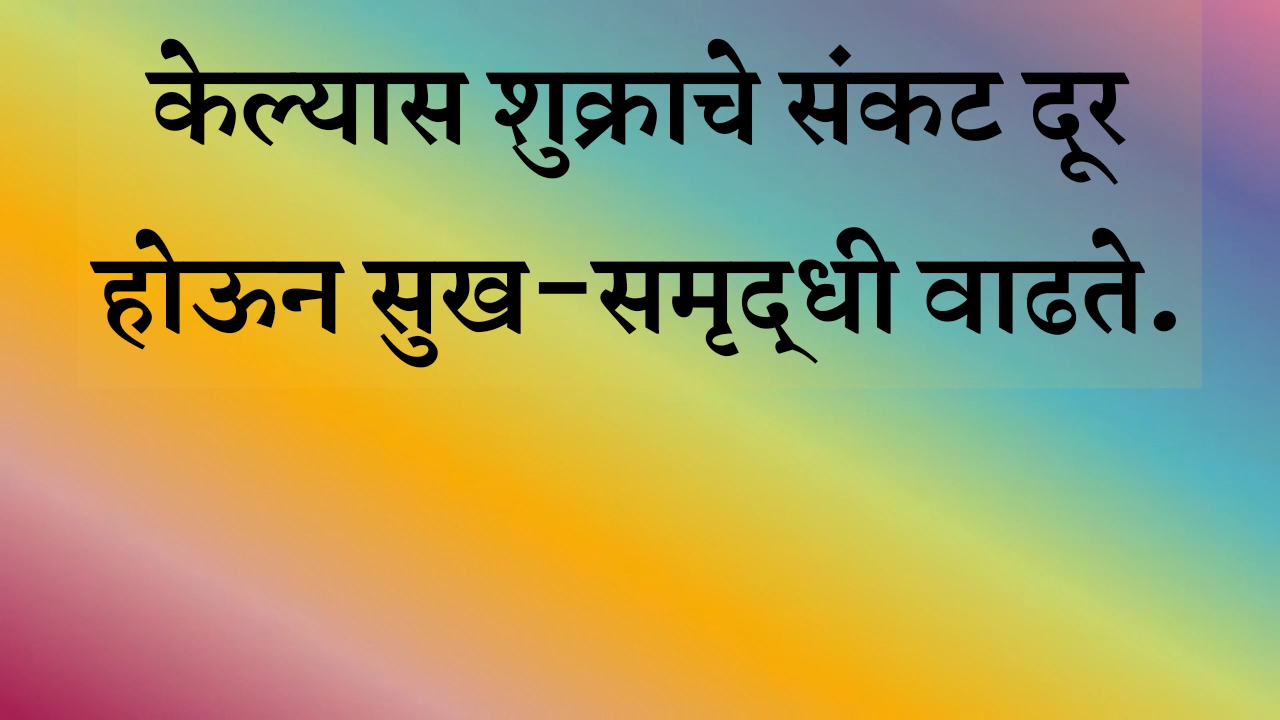 केल्यास शुक्राचे संकट दूर
होऊन सुख-समृद्‌धी वाढते.